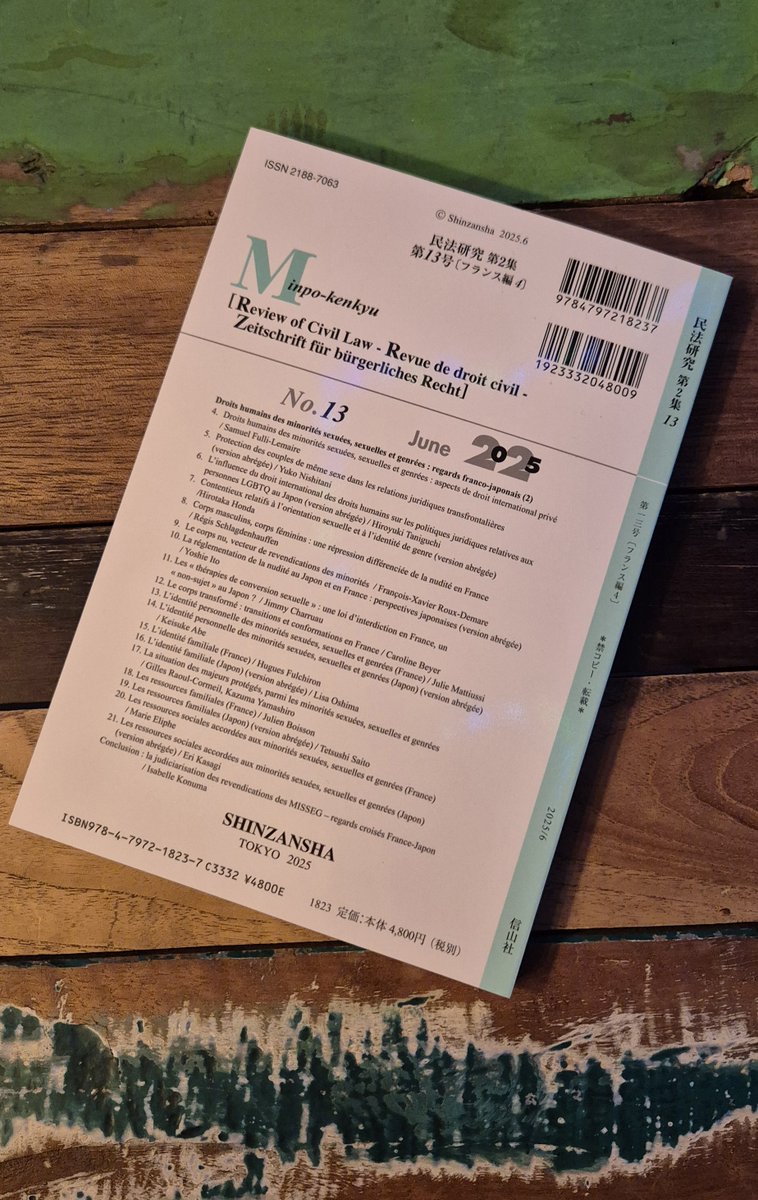 ISSN 2188-7063
© Shinzansha 2025.6
民法研究 第2集
第13号〔フランス編4〕
9784797218237
1923332048009
Minpo-kenkyu
[Review of Civil Law - Revue de droit civil -
Zeitschrift für bürgerliches Recht]
No.13 June 2025
Droits humains des minorités sexuées, sexuelles et genrées : regards franco-japonais (2)
4. Droits humains des minorités sexuées, sexuelles et genrées : aspects de droit international privé
/ Samuel Fulli-Lemaire
5. Protection des couples de même sexe dans les relations juridiques transfrontalières
(version abrégée) / Yuko Nishitani
6. L'influence du droit international des droits humains sur les politiques juridiques relatives aux
personnes LGBTQ au Japon (version abrégée) / Hiroyuki Taniguchi
7. Contentieux relatifs à l'orientation sexuelle et à l'identité de genre (version abrégée)
/Hirotaka Honda
8. Corps masculins, corps féminins : une répression différenciée de la nudité en France
/ Régis Schlagdenhauffen
9. Le corps nu, vecteur de revendications des minorités / François-Xavier Roux-Demare
10. La réglementation de la nudité au Japon et en France : perspectives japonaises (version abrégée)
/ Yoshie Ito
11. Les « thérapies de conversion sexuelle » : une loi d'interdiction en France, un
« non-sujet » au Japon ? / Jimmy Charruau
12. Le corps transformé : transitions et conformations en France / Caroline Beyer
13. L'identité personnelle des minorités sexuées, sexuelles et genrées (France) / Julie Mattiussi
14. L'identité personnelle des minorités sexuées, sexuelles et genrées (Japon) (version abrégée)
/ Keisuke Abe
15. L'identité familiale (France) / Hugues Fulchiron
16. L'identité familiale (Japon) (version abrégée) / Lisa Oshima
17. La situation des majeurs protégés, parmi les minorités sexuées, sexuelles et genrées
/ Gilles Raoul-Cormeil, Kazuma Yamashiro
18. Les ressources familiales (France) / Julien Boisson
19. Les ressources familiales (Japon) (version abrégée) / Tetsushi Saito
20. Les ressources sociales accordées aux minorités sexuées, sexuelles et genrées (France)
/ Marie Eliphe
21. Les ressources sociales accordées aux minorités sexuées, sexuelles et genrées (Japon)
(version abrégée) / Eri Kasagi
Conclusion : la judiciarisation des revendications des MISSEG – regards croisés France-Japon
/ Isabelle Konuma
SHINZANSHA
TOKYO 2025
ISBN978-4-7972-1823-7 C3332 ¥4800E
1823 定価:本体 4,800円 (税別)
民法研究 第2集 13
第一三号〔フランス編4〕
*禁コピー・転載*
2025/6
信山社